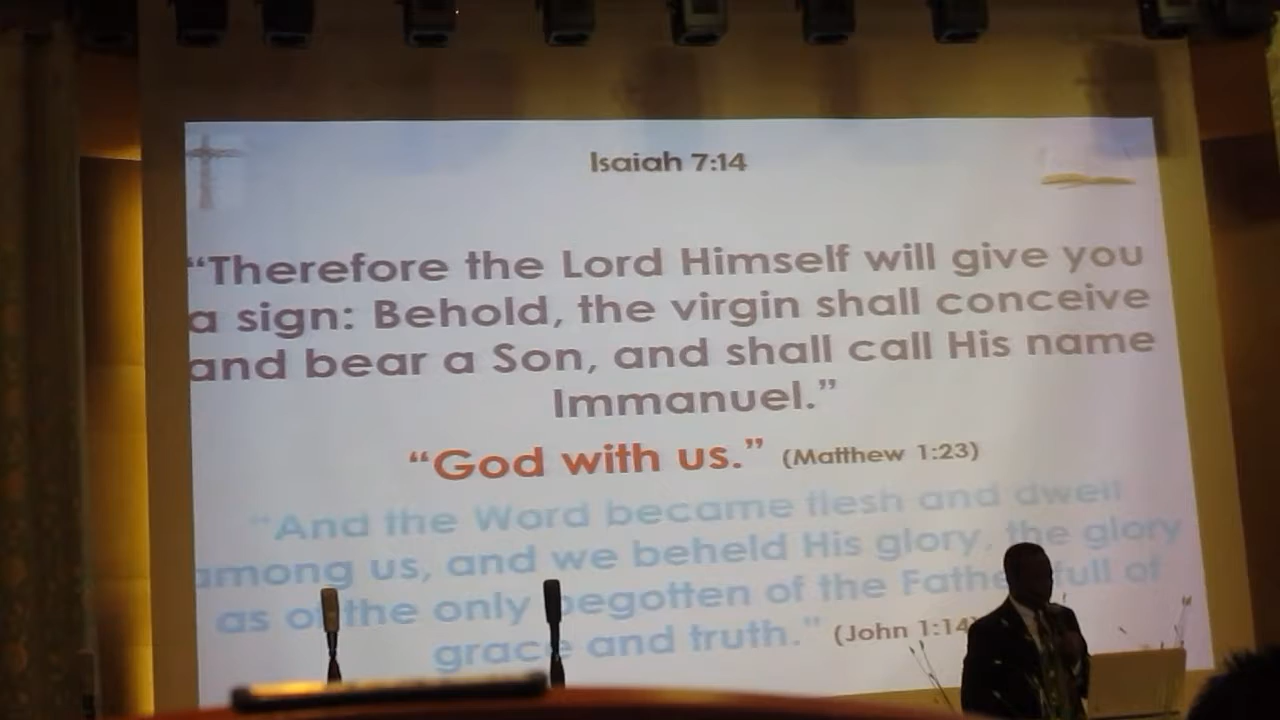 Isaiah 7:14
“Therefore the Lord Himself will give you
a sign: Behold, the virgin shall conceive
and bear a Son, and shall call His name
Immanuel.”
“God with us.” (Matthew 1:23)
“And the Word became flesh and dwelt
among us, and we beheld His glory, the glory
as of the only begotten of the Father full of
grace and truth.” (John 1:14)